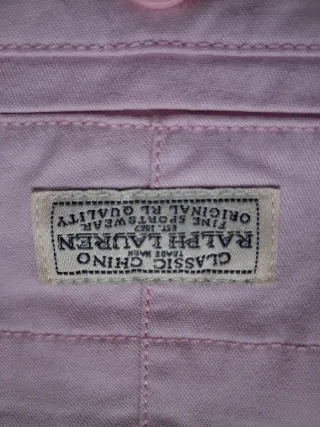 CLASSIC CHINO
TRADE MARK
RALPH LAUREN
EST. 1967
FINE SPORTSWEAR
ORIGINAL RL QUALITY